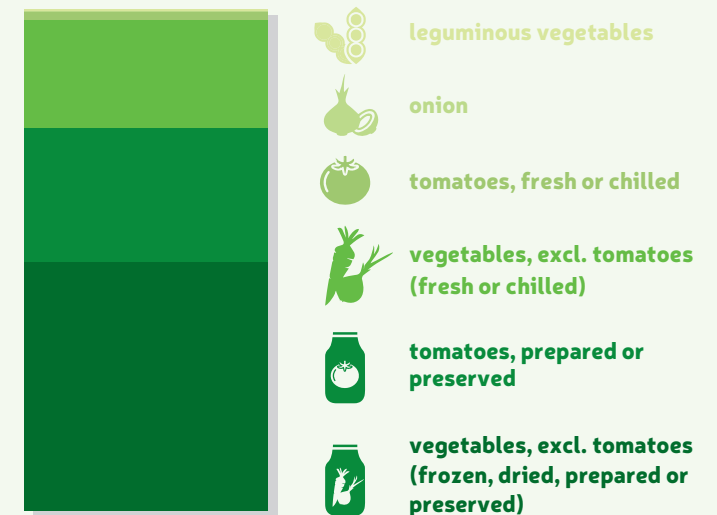 leguminous vegetables
onion
tomatoes, fresh or chilled
vegetables, excl. tomatoes
(fresh or chilled)
tomatoes, prepared or
preserved
vegetables, excl. tomatoes
(frozen, dried, prepared or
preserved)